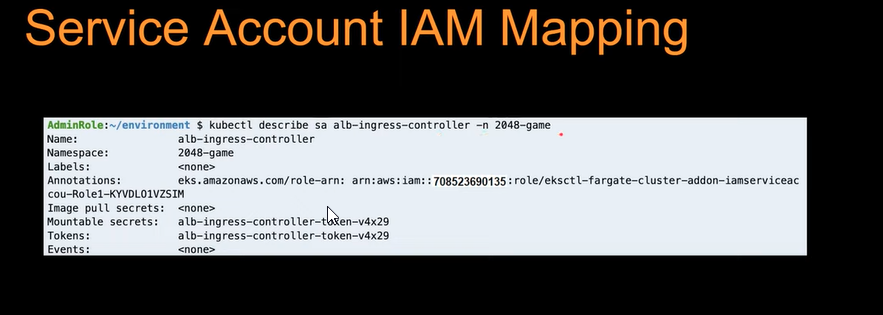 Service Account IAM Mapping
AdminRole:~/environment $ kubectl describe sa alb-ingress-controller -n 2048-game
Name: alb-ingress-controller
Namespace: 2048-game
Labels: <none>
Annotations: eks.amazonaws.com/role-arn: arn:aws:iam::708523690135:role/eksctl-fargate-cluster-addon-iamserviceac
cou-Role1-KYVDLO1VZSIM
Image pull secrets: <none>
Mountable secrets: alb-ingress-controller-token-v4x29
Tokens: alb-ingress-controller-token-v4x29
Events: <none>